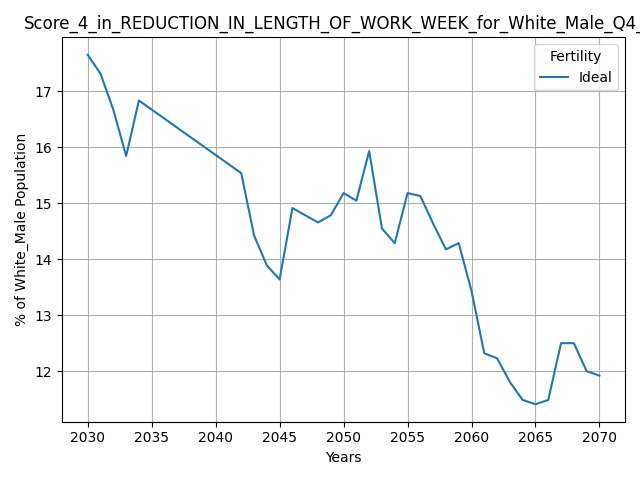 Score_4_in_REDUCTION_IN_LENGTH_OF_WORK_WEEK_for_White_Male_Q4_
Fertility
Ideal
17
16
15
14
13
12
% of White_Male Population
2030 2035 2040 2045 2050 2055 2060 2065 2070
Years